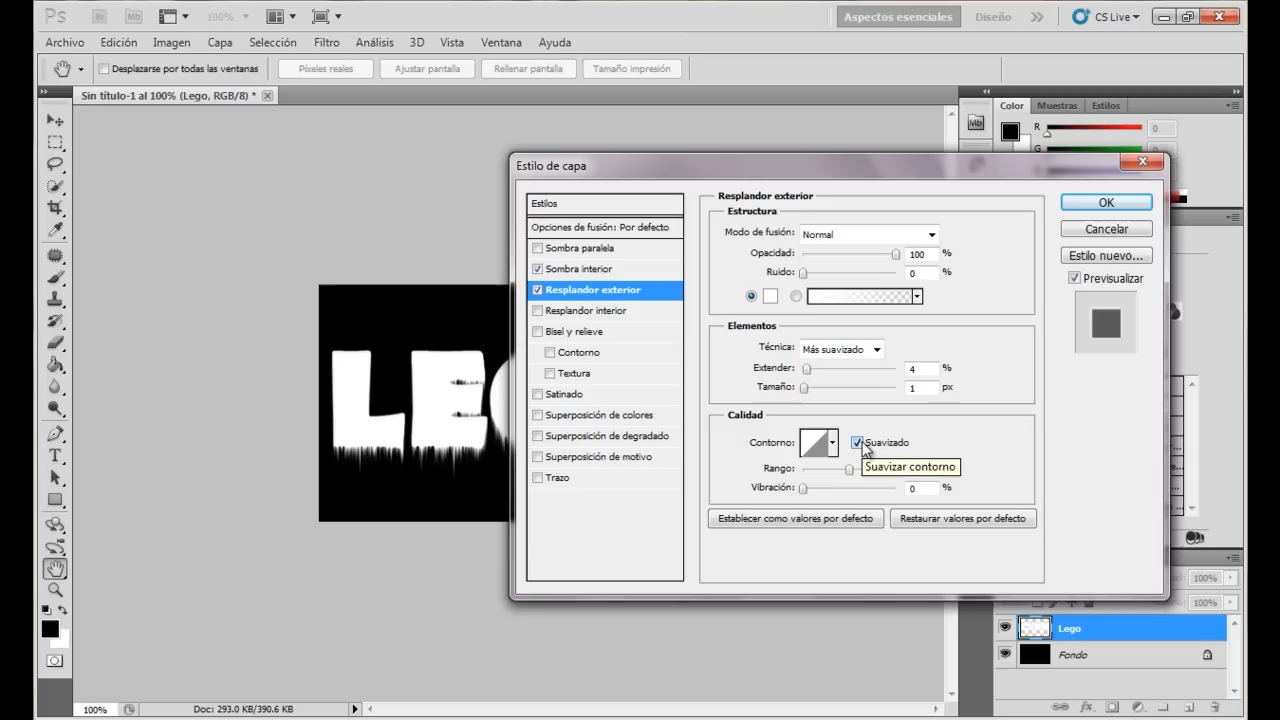 Ps Br Mb 100% Aspectos esenciales Diseño CS Live
Archivo Edición Imagen Capa Selección Filtro Análisis 3D Vista Ventana Ayuda
Desplazarse por todas las ventanas Píxeles reales Ajustar pantalla Rellenar pantalla Tamaño impresión
Sin título-1 al 100% (Lego, RGB/8) *
Color Muestras Estilos
Mb
R 0
G
LEG
Estilo de capa
Estilos
Opciones de fusión: Por defecto
Sombra paralela
Sombra interior
Resplandor exterior
Resplandor interior
Bisel y relieve
Contorno
Textura
Satinado
Superposición de colores
Superposición de degradado
Superposición de motivo
Trazo
Resplandor exterior
Estructura
Modo de fusión: Normal
Opacidad: 100 %
Ruido: 0 %
Elementos
Técnica: Más suavizado
Extender: 4 %
Tamaño: 1 px
Calidad
Contorno: Suavizado
Rango:
Suavizar contorno
Vibración: 0 %
Establecer como valores por defecto Restaurar valores por defecto
OK
Cancelar
Estilo nuevo...
Previsualizar
100%
100%
Lego
Fondo
100% Doc: 293.0 KB/390.6 KB